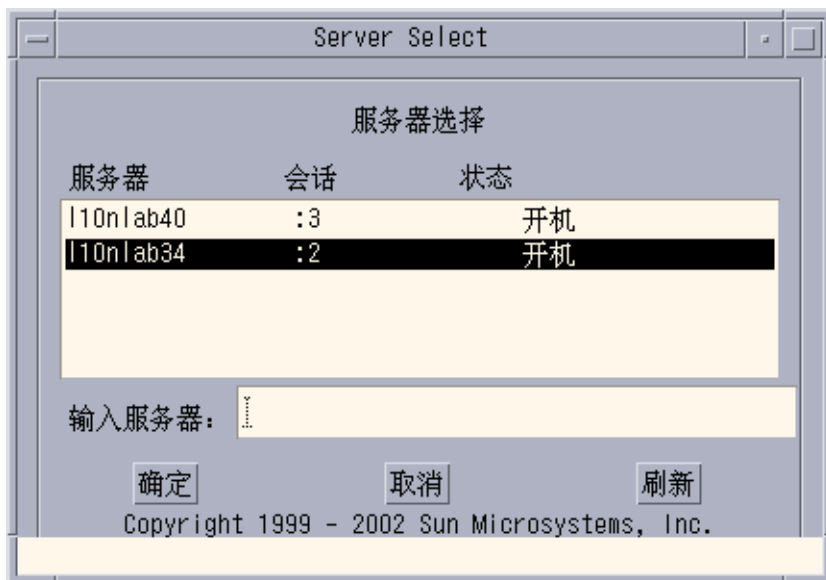 Server Select
服务器选择
服务器 会话 状态
l10nlab40 :3 开机
l10nlab34 :2 开机
输入服务器：
确定 取消 刷新
Copyright 1999 - 2002 Sun Microsystems, Inc.